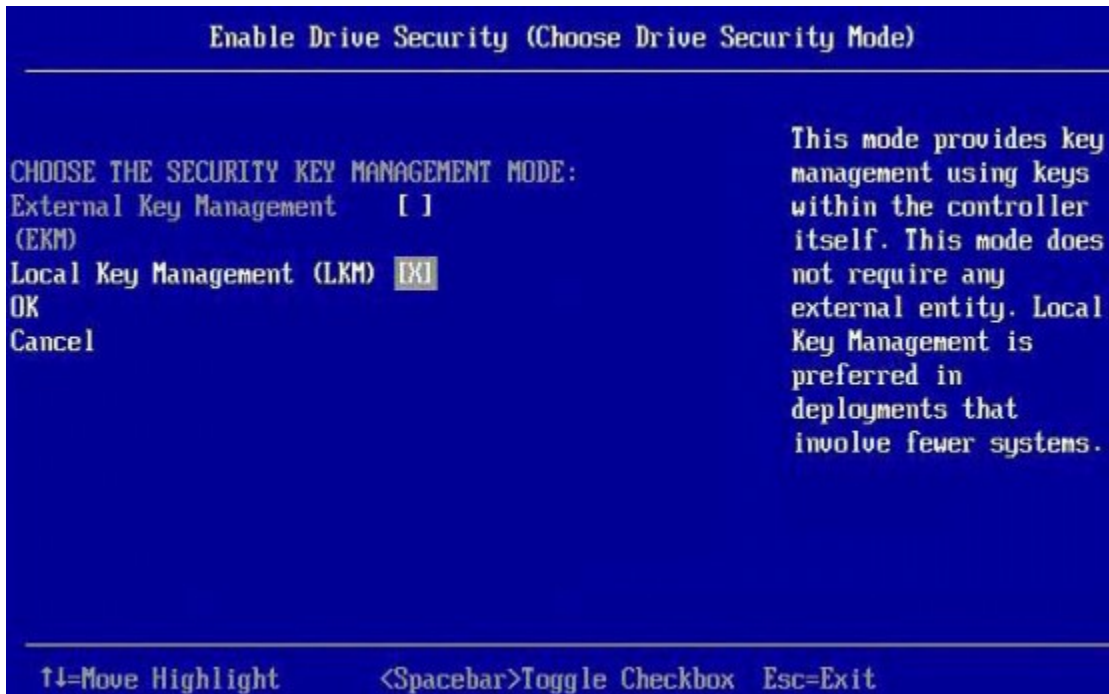 Enable Drive Security (Choose Drive Security Mode)
CHOOSE THE SECURITY KEY MANAGEMENT MODE:
External Key Management [ ]
(EKM)
Local Key Management (LKM) [X]
OK
Cancel
This mode provides key
management using keys
within the controller
itself. This mode does
not require any
external entity. Local
Key Management is
preferred in
deployments that
involve fewer systems.
↑↓=Move Highlight <Spacebar>Toggle Checkbox Esc=Exit